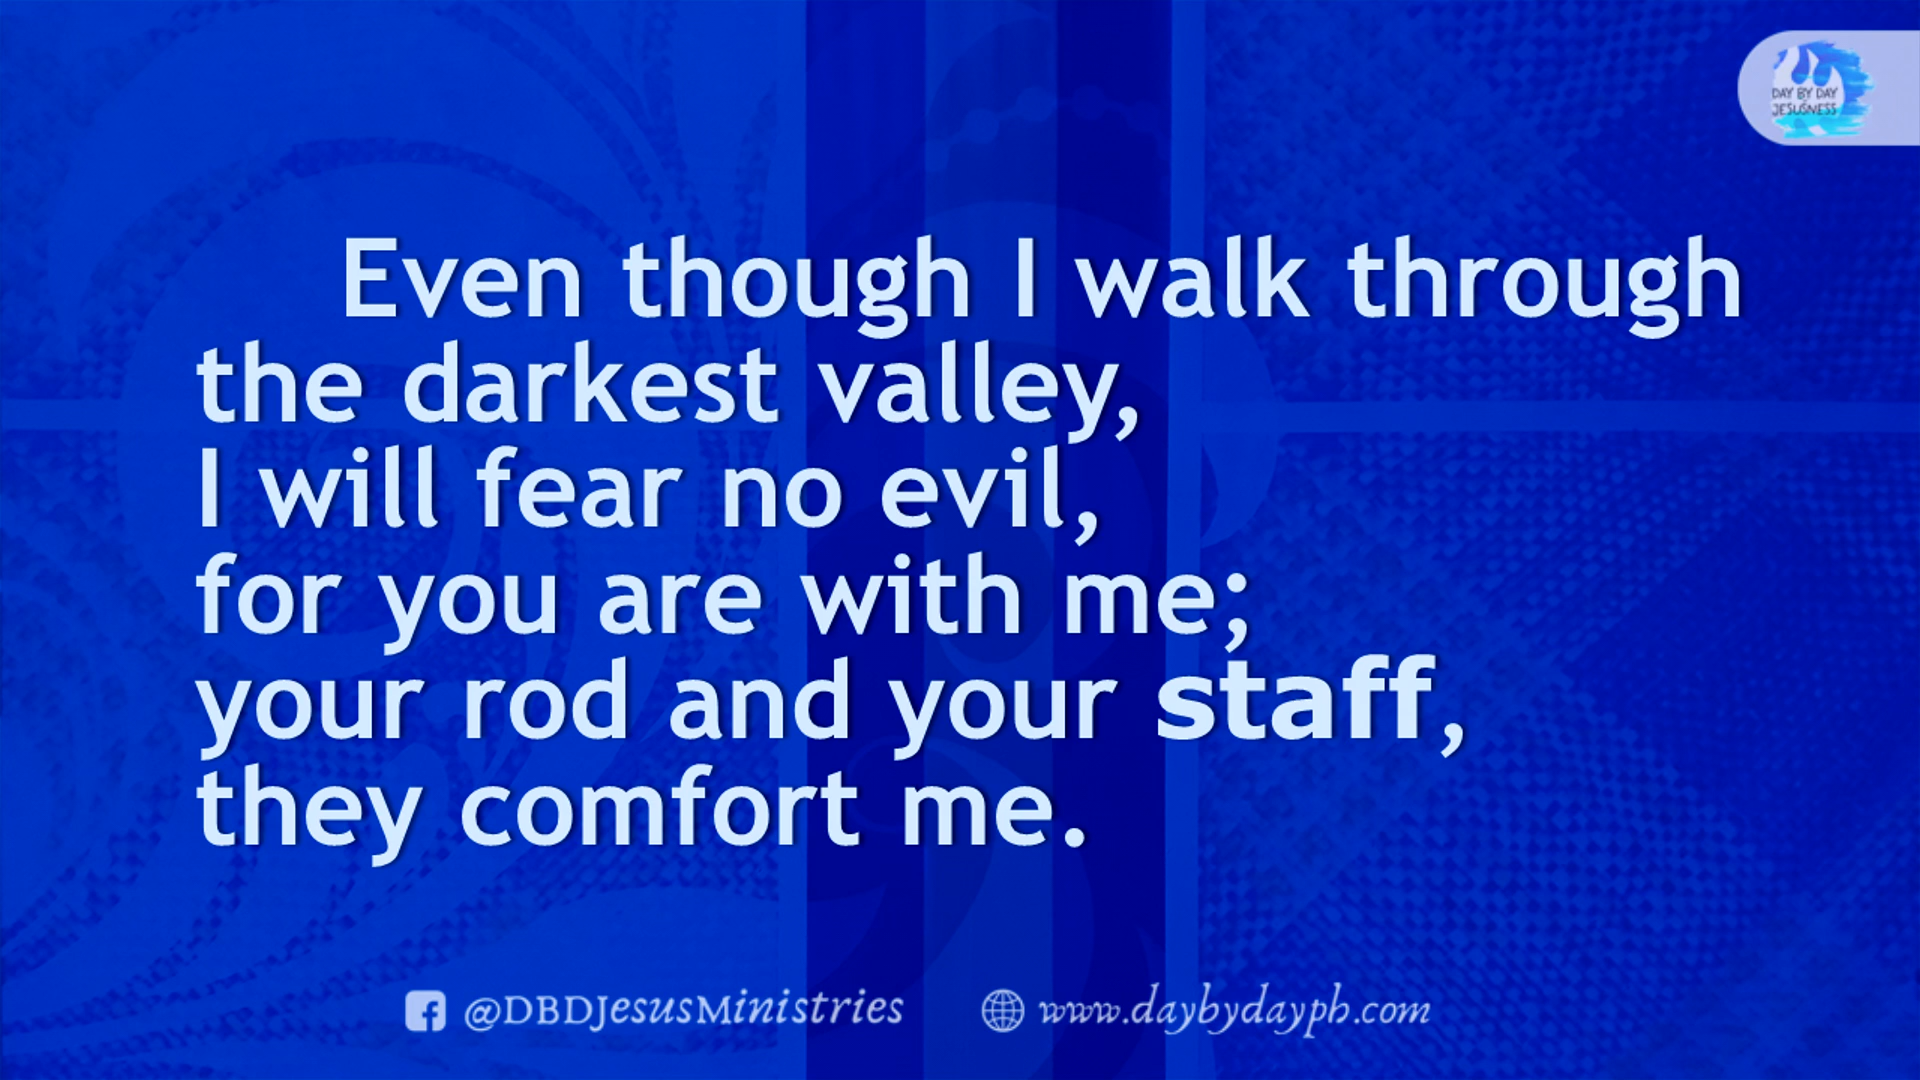 DAY BY DAY
JESUSNESS
Even though I walk through
the darkest valley,
I will fear no evil,
for you are with me;
your rod and your staff,
they comfort me.
@DBDJesusMinistries www.daybydayph.com